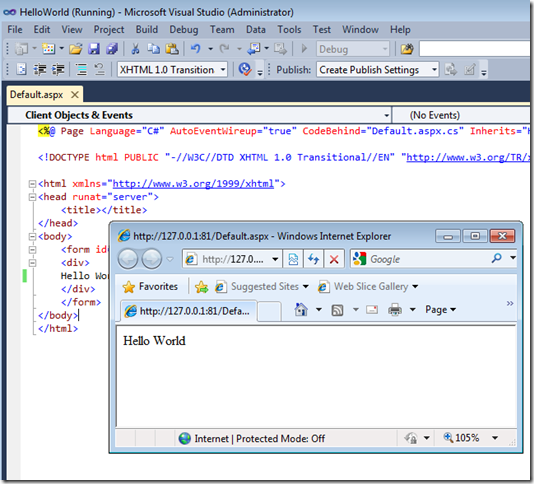 HelloWorld (Running) - Microsoft Visual Studio (Administrator)
File Edit View Project Build Debug Team Data Tools Test Window Help
Debug
XHTML 1.0 Transition Publish: Create Publish Settings
Default.aspx
Client Objects & Events (No Events)
<%@ Page Language="C#" AutoEventWireup="true" CodeBehind="Default.aspx.cs" Inherits="H
<!DOCTYPE html PUBLIC "-//W3C//DTD XHTML 1.0 Transitional//EN" "http://www.w3.org/TR/x
<html xmlns="http://www.w3.org/1999/xhtml">
<head runat="server">
<title></title>
</head>
<body>
<form id=
<div>
Hello Wor
</div>
</form>
</body>
</html>
http://127.0.0.1:81/Default.aspx - Windows Internet Explorer
http://127.0.... Google
Favorites Suggested Sites Web Slice Gallery
http://127.0.0.1:81/Defa... Page
Hello World
Internet | Protected Mode: Off 105%